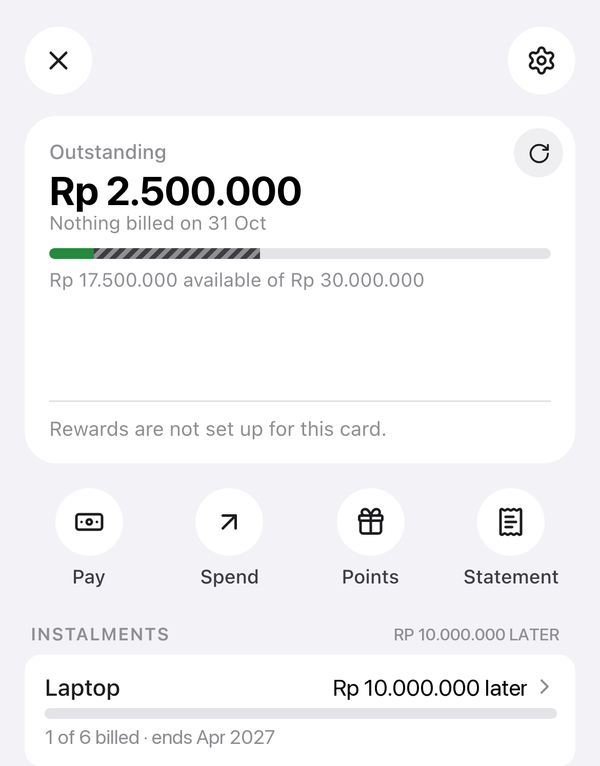 Outstanding
Rp 2.500.000
Nothing billed on 31 Oct
Rp 17.500.000 available of Rp 30.000.000
Rewards are not set up for this card.
Pay
Spend
Points
Statement
INSTALMENTS
RP 10.000.000 LATER
Laptop
Rp 10.000.000 later
1 of 6 billed · ends Apr 2027